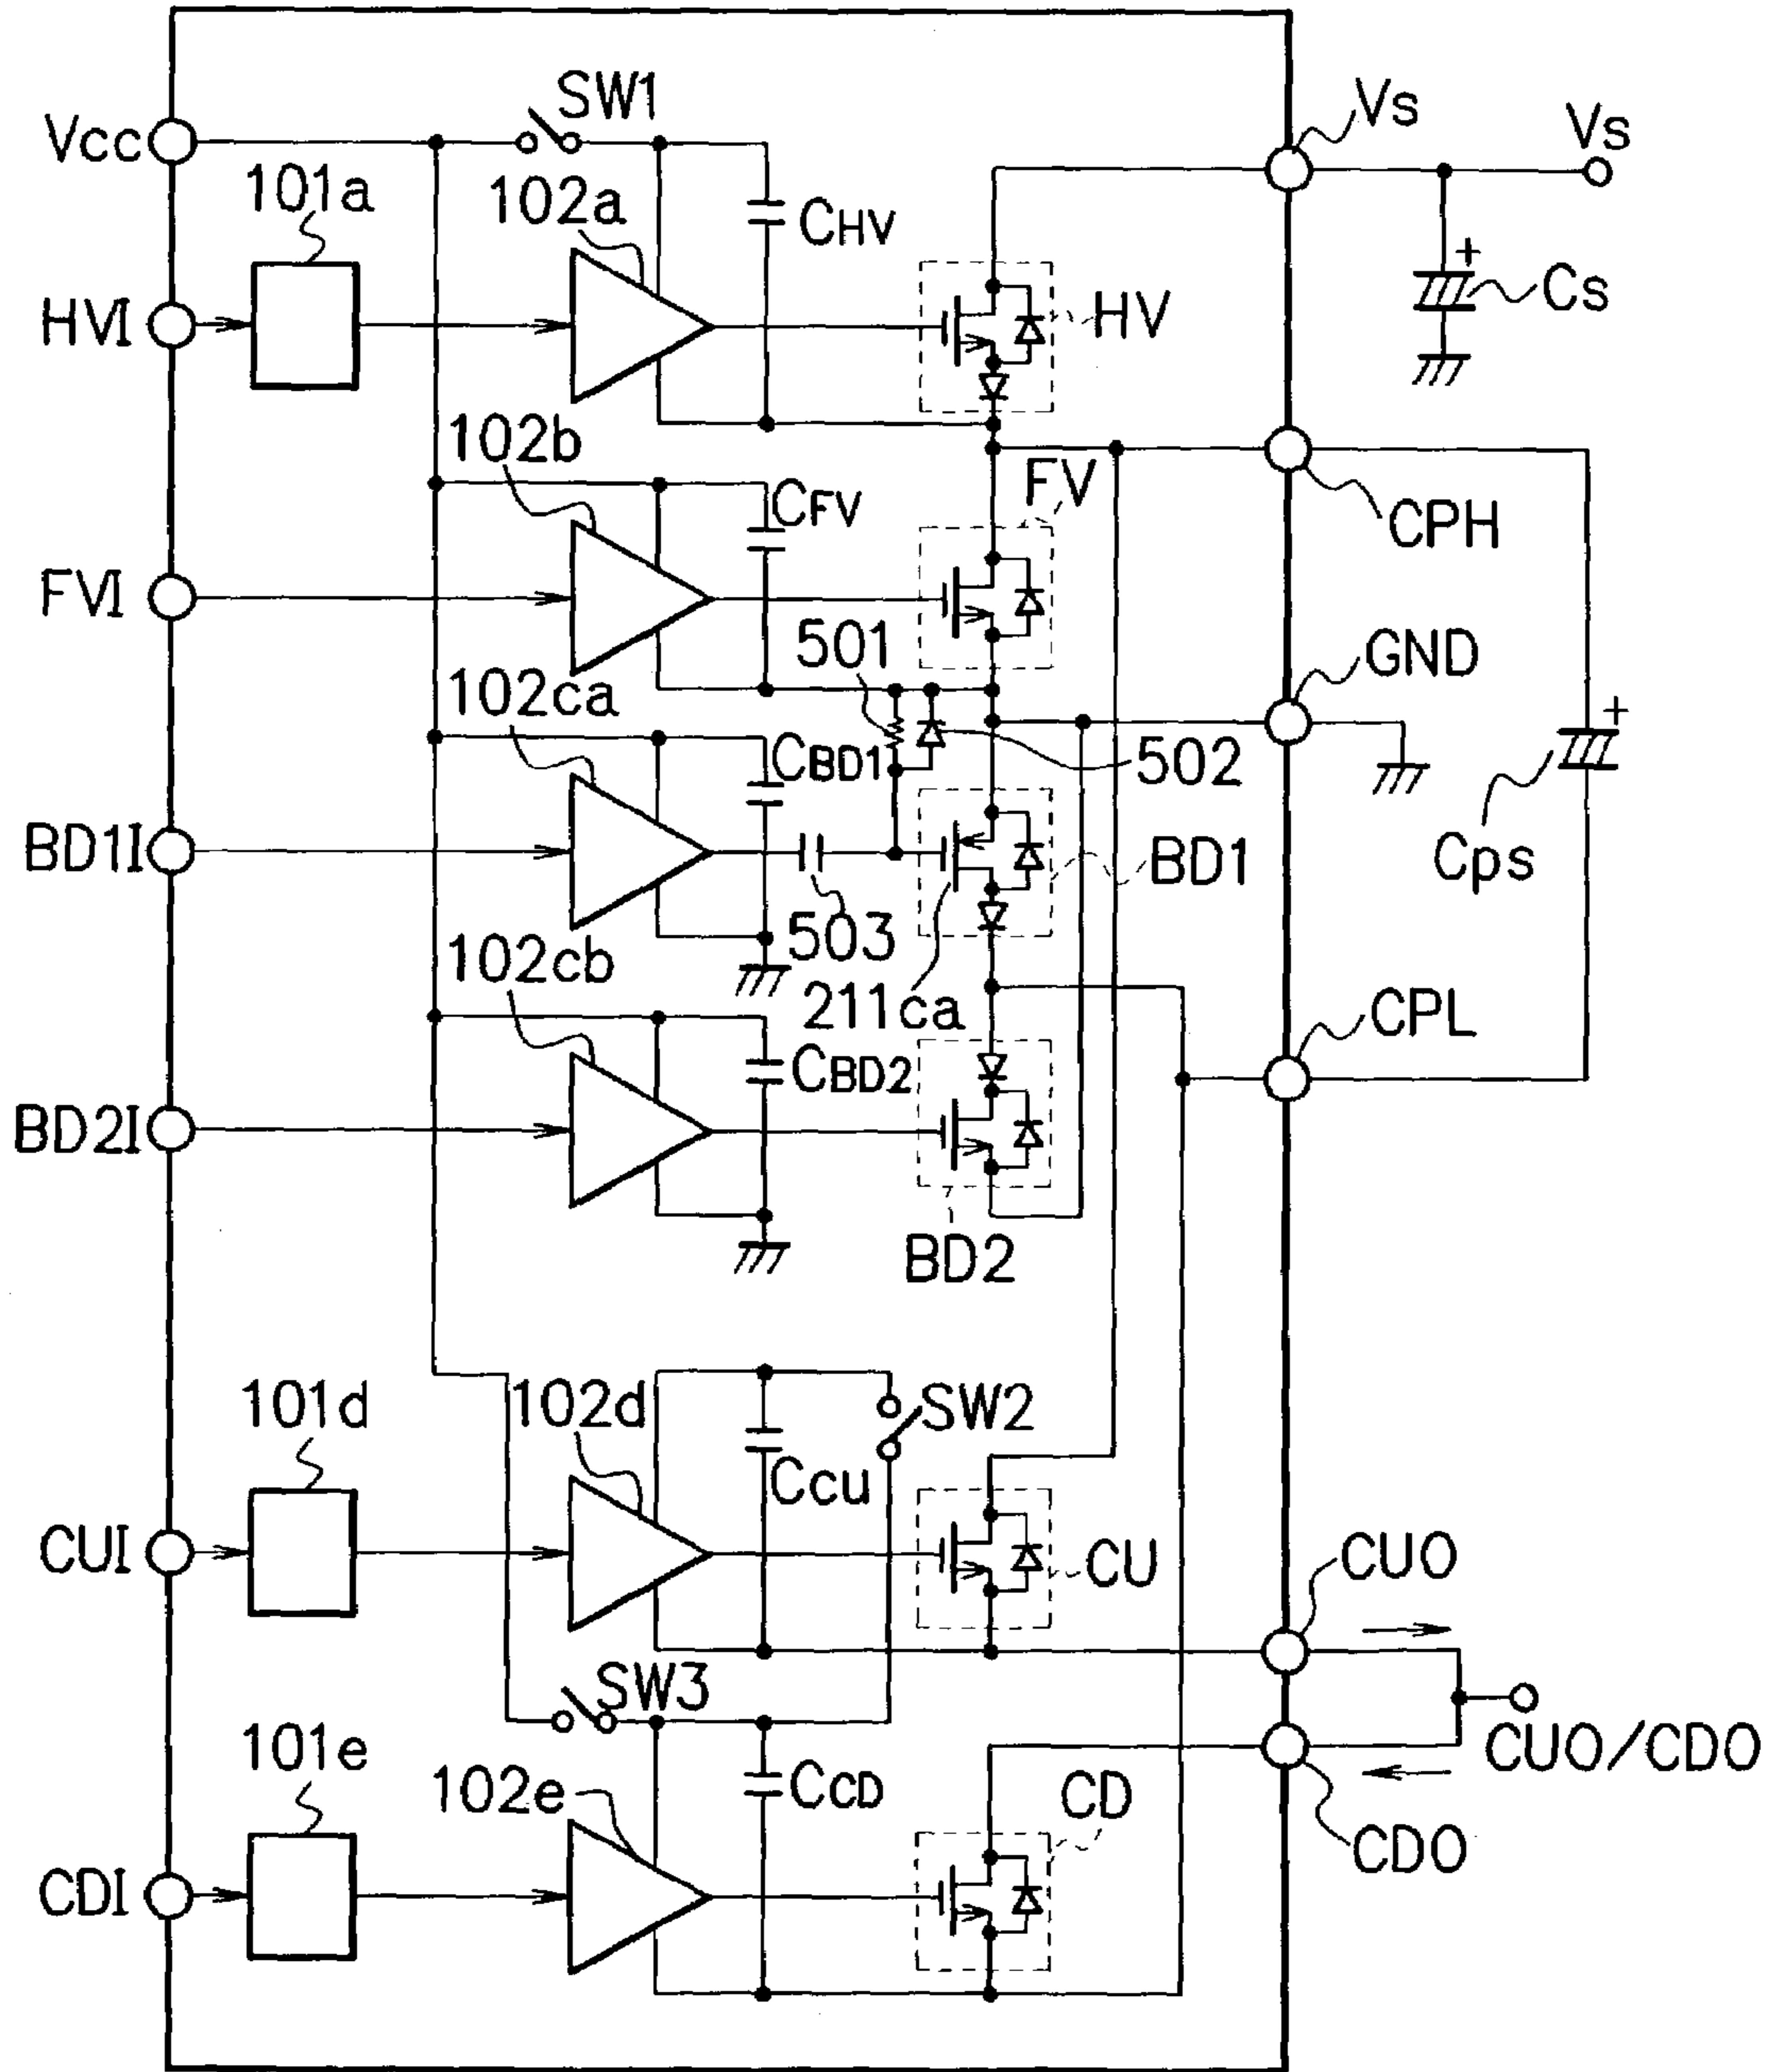 SW1
Vcc
Vs
Vs
101a
102a
CHV
+
Cs
HVI
HV
102b
CFV
FV
CPH
FVI
501
GND
102ca
CBD1
502
+
Cps
BD1I
BD1
503
102cb
211ca
CPL
CBD2
BD2I
BD2
101d
102d
SW2
Ccu
CUI
CU
CUO
SW3
101e
102e
CCD
CD
CUO/CDO
CDO
CDI